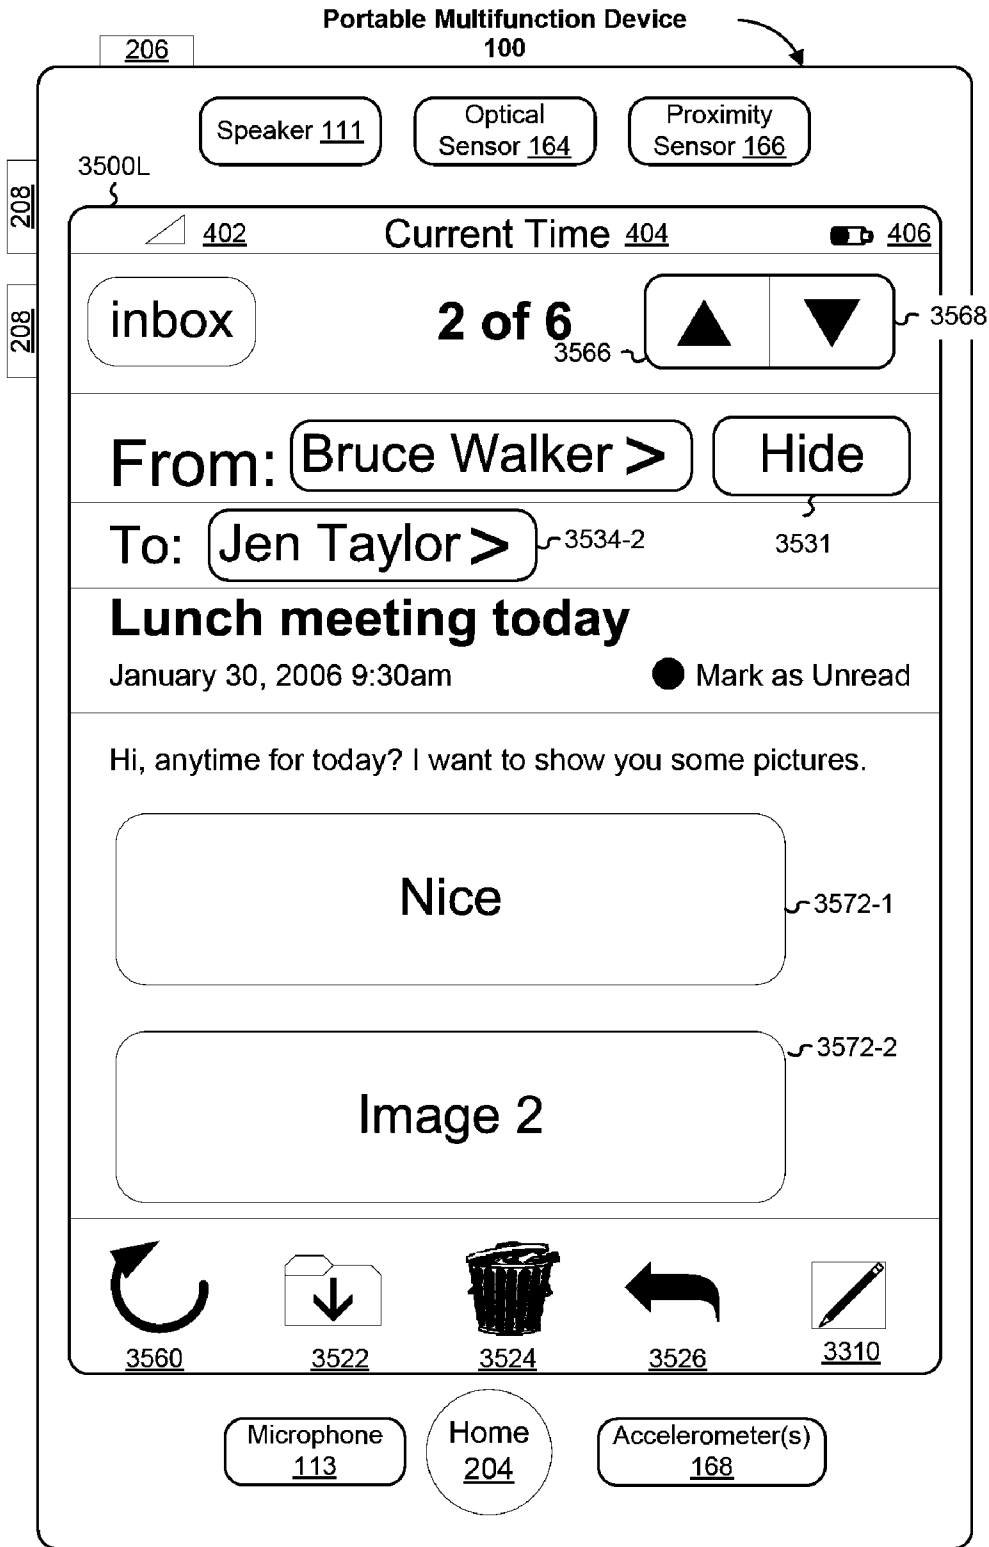 Portable Multifunction Device
100
206
Speaker 111
Optical
Sensor 164
Proximity
Sensor 166
3500L
208
402
Current Time 404
406
208
inbox
2 of 6
3566
3568
From:
Bruce Walker >
Hide
3531
To:
Jen Taylor >
3534-2
Lunch meeting today
January 30, 2006 9:30am
Mark as Unread
Hi, anytime for today? I want to show you some pictures.
Nice
3572-1
3572-2
Image 2
3560
3522
3524
3526
3310
Microphone
113
Home
204
Accelerometer(s)
168